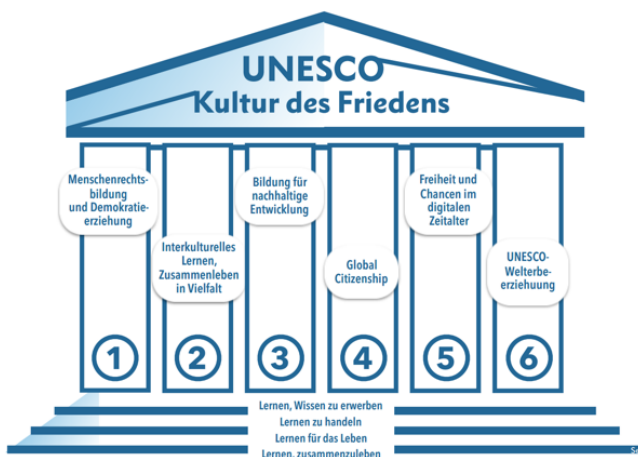 UNESCO
Kultur des Friedens
Menschenrechts-
bildung
und Demokratie-
erziehung
1
Interkulturelles
Lernen,
Zusammenleben
in Vielfalt
2
Bildung für
nachhaltige
Entwicklung
3
Global
Citizenship
4
Freiheit und
Chancen im
digitalen
Zeitalter
5
UNESCO-
Welterbe-
erziehuung
6
Lernen, Wissen zu erwerben
Lernen zu handeln
Lernen für das Leben
Lernen, zusammenzuleben